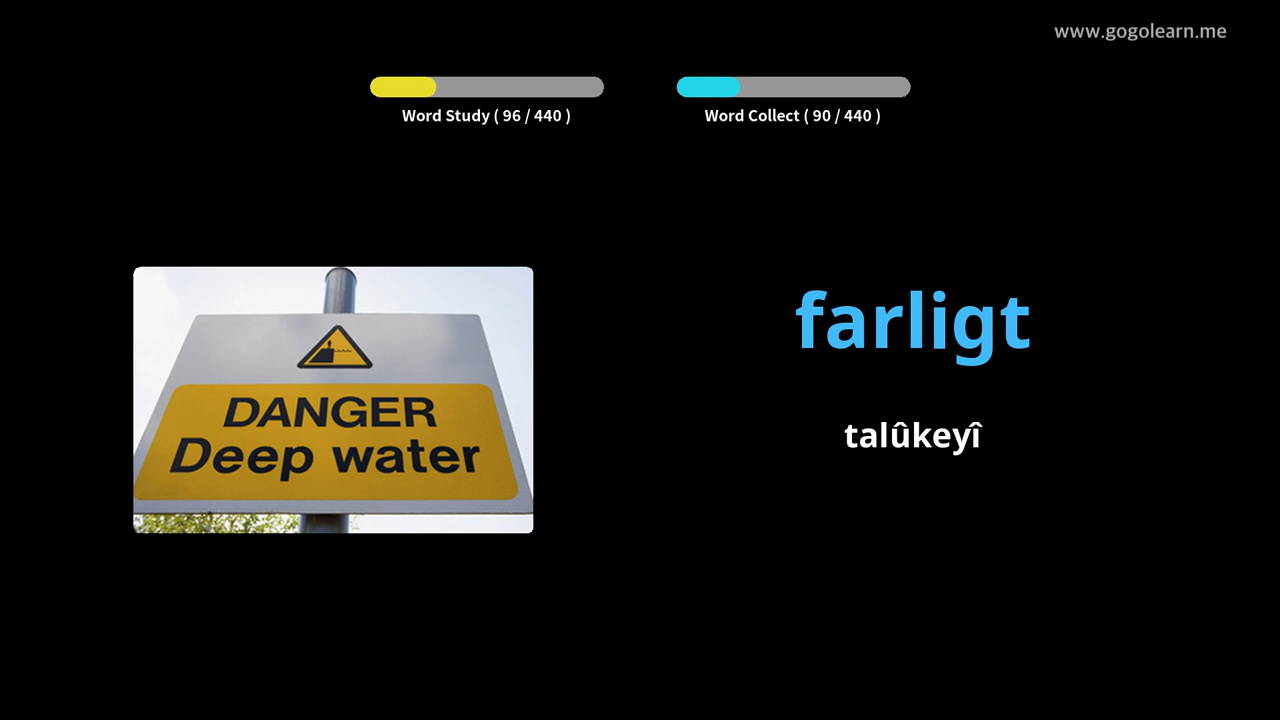 www.gogolearn.me
Word Study ( 96 / 440 )
Word Collect ( 90 / 440 )
DANGER
Deep water
farligt
talûkeyî